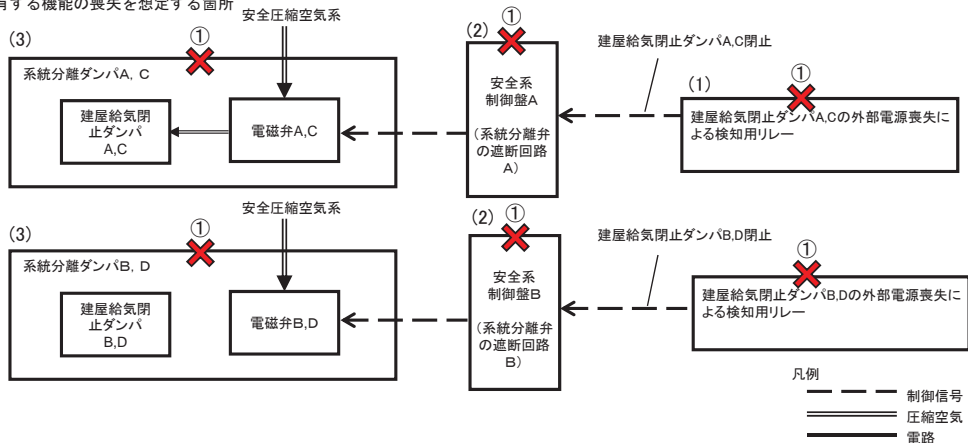 有する機能の喪失を想定する箇所
安全圧縮空気系
(3)
①
系統分離ダンパA, C
建屋給気閉
止ダンパ
A,C
電磁弁A,C
(2)
①
安全系
制御盤A
(系統分離弁
の遮断回路
A)
建屋給気閉止ダンパA,C閉止
(1)
①
建屋給気閉止ダンパA,Cの外部電源喪失に
よる検知用リレー
安全圧縮空気系
(3)
①
系統分離ダンパB, D
建屋給気閉
止ダンパ
B,D
電磁弁B,D
(2)
①
安全系
制御盤B
(系統分離弁
の遮断回路
B)
建屋給気閉止ダンパB,D閉止
①
建屋給気閉止ダンパB,Dの外部電源喪失に
よる検知用リレー
凡例
制御信号
圧縮空気
電路